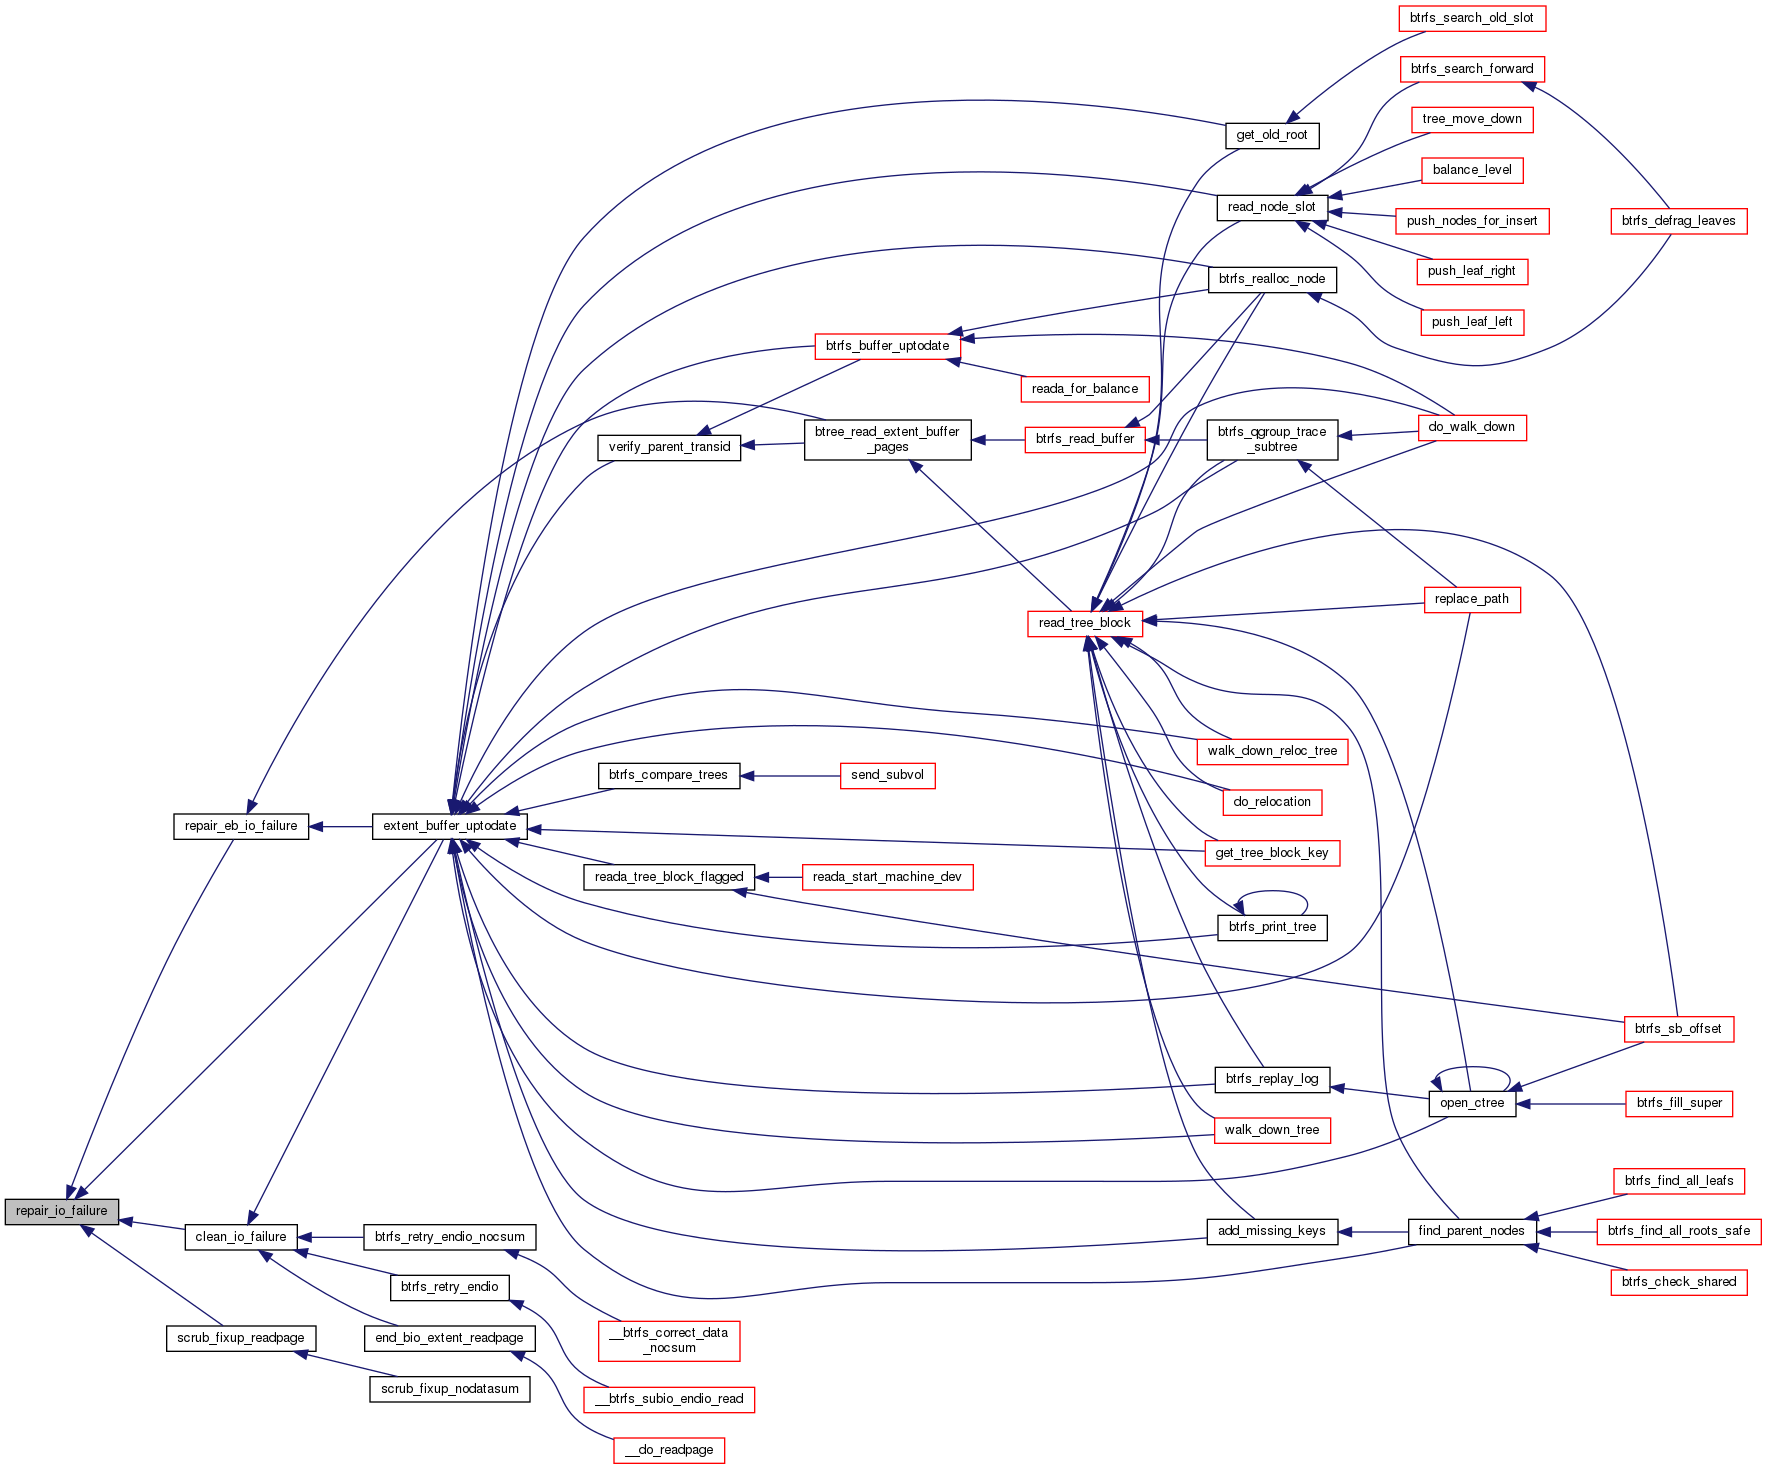 btrfs_search_old_slot
btrfs_search_forward
tree_move_down
get_old_root
balance_level
read_node_slot
push_nodes_for_insert
btrfs_defrag_leaves
push_leaf_right
btrfs_realloc_node
push_leaf_left
btrfs_buffer_uptodate
reada_for_balance
do_walk_down
btree_read_extent_buffer
_pages
btrfs_read_buffer
btrfs_qgroup_trace
_subtree
verify_parent_transid
replace_path
read_tree_block
walk_down_reloc_tree
btrfs_compare_trees
send_subvol
do_relocation
repair_eb_io_failure
extent_buffer_uptodate
get_tree_block_key
reada_tree_block_flagged
reada_start_machine_dev
btrfs_print_tree
btrfs_sb_offset
btrfs_replay_log
open_ctree
btrfs_fill_super
walk_down_tree
btrfs_find_all_leafs
repair_io_failure
clean_io_failure
btrfs_retry_endio_nocsum
add_missing_keys
find_parent_nodes
btrfs_find_all_roots_safe
btrfs_retry_endio
btrfs_check_shared
scrub_fixup_readpage
end_bio_extent_readpage
__btrfs_correct_data
_nocsum
scrub_fixup_nodatasum
__btrfs_subio_endio_read
__do_readpage